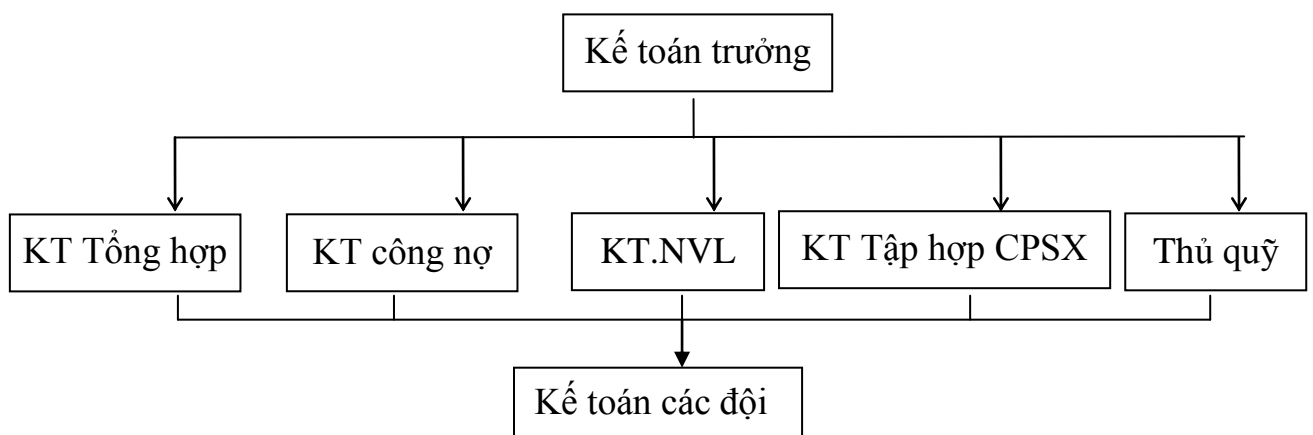 Kế toán trưởng
KT Tổng hợp
KT công nợ
KT.NVL
KT Tập hợp CPSX
Thủ quỹ
Kế toán các đội